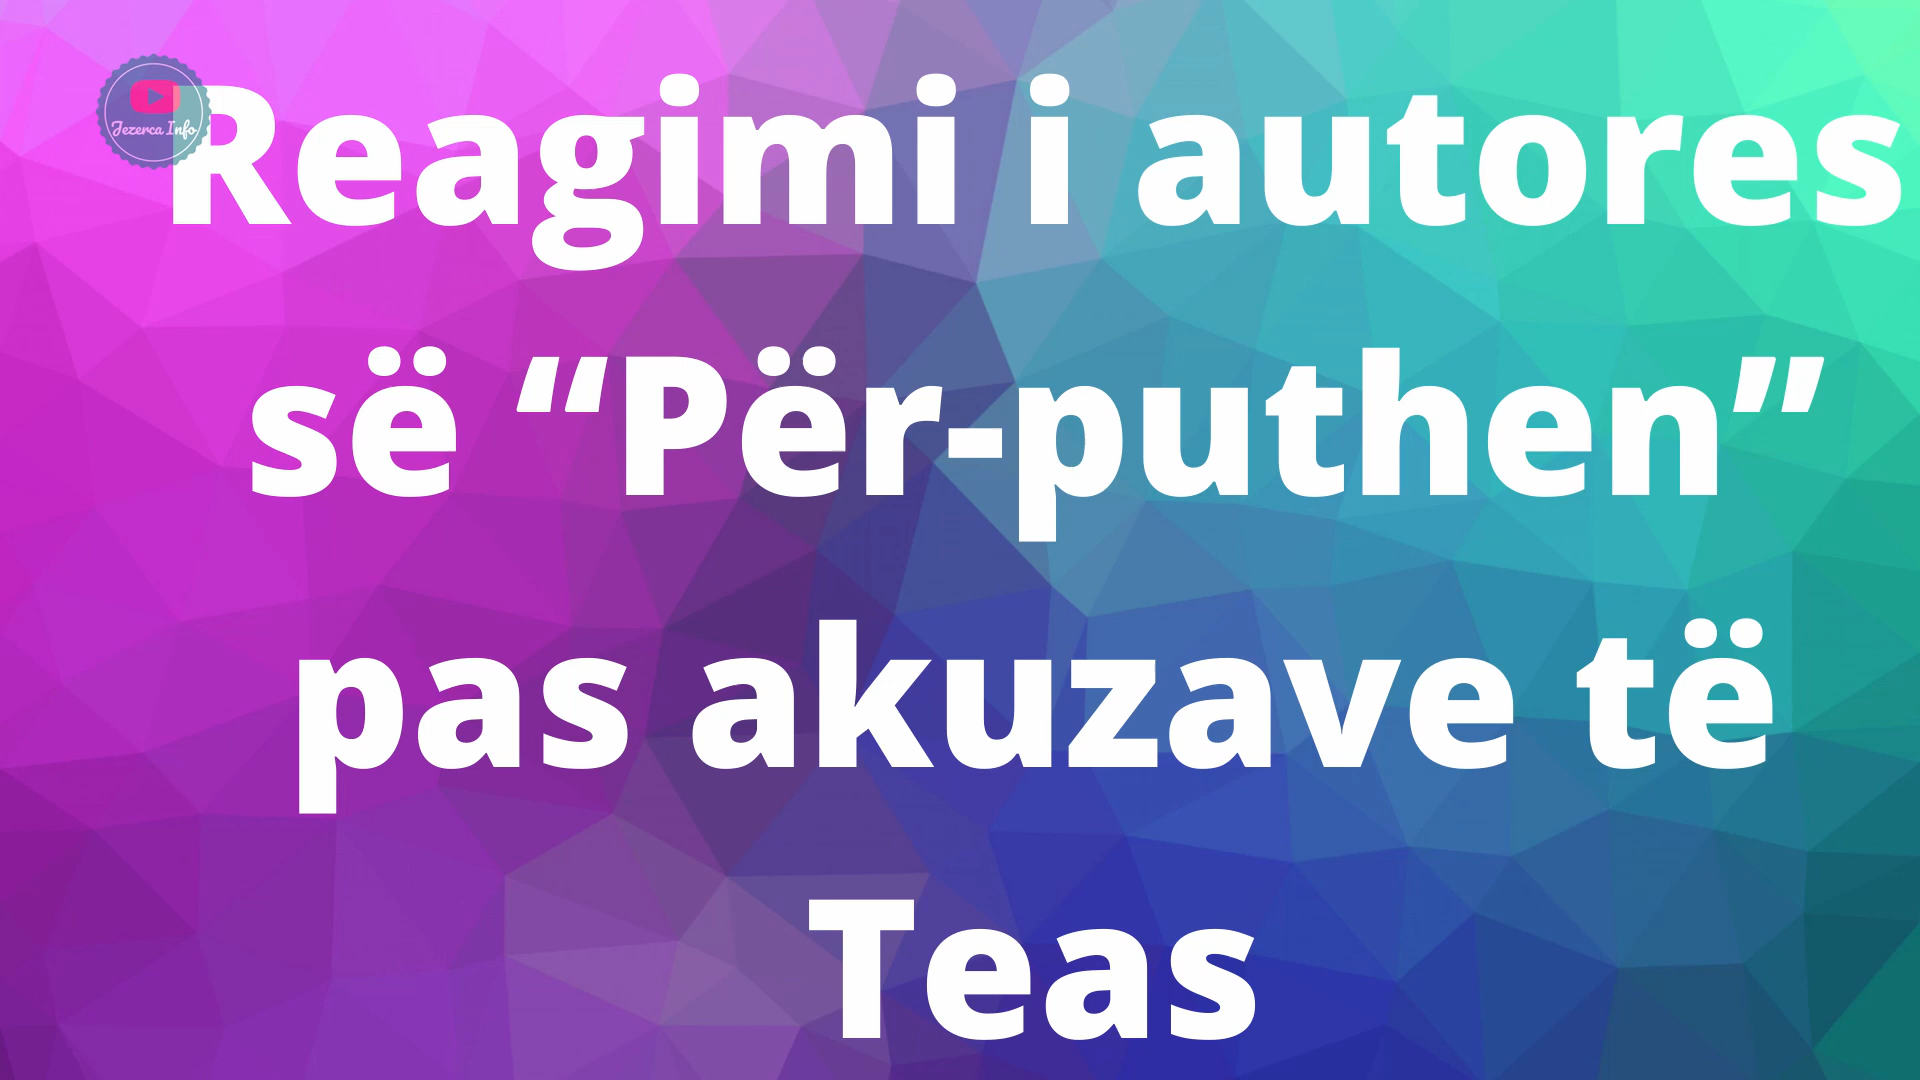 Jezerca Info
Reagimi i autores
së “Për-puthen”
pas akuzave të
Teas